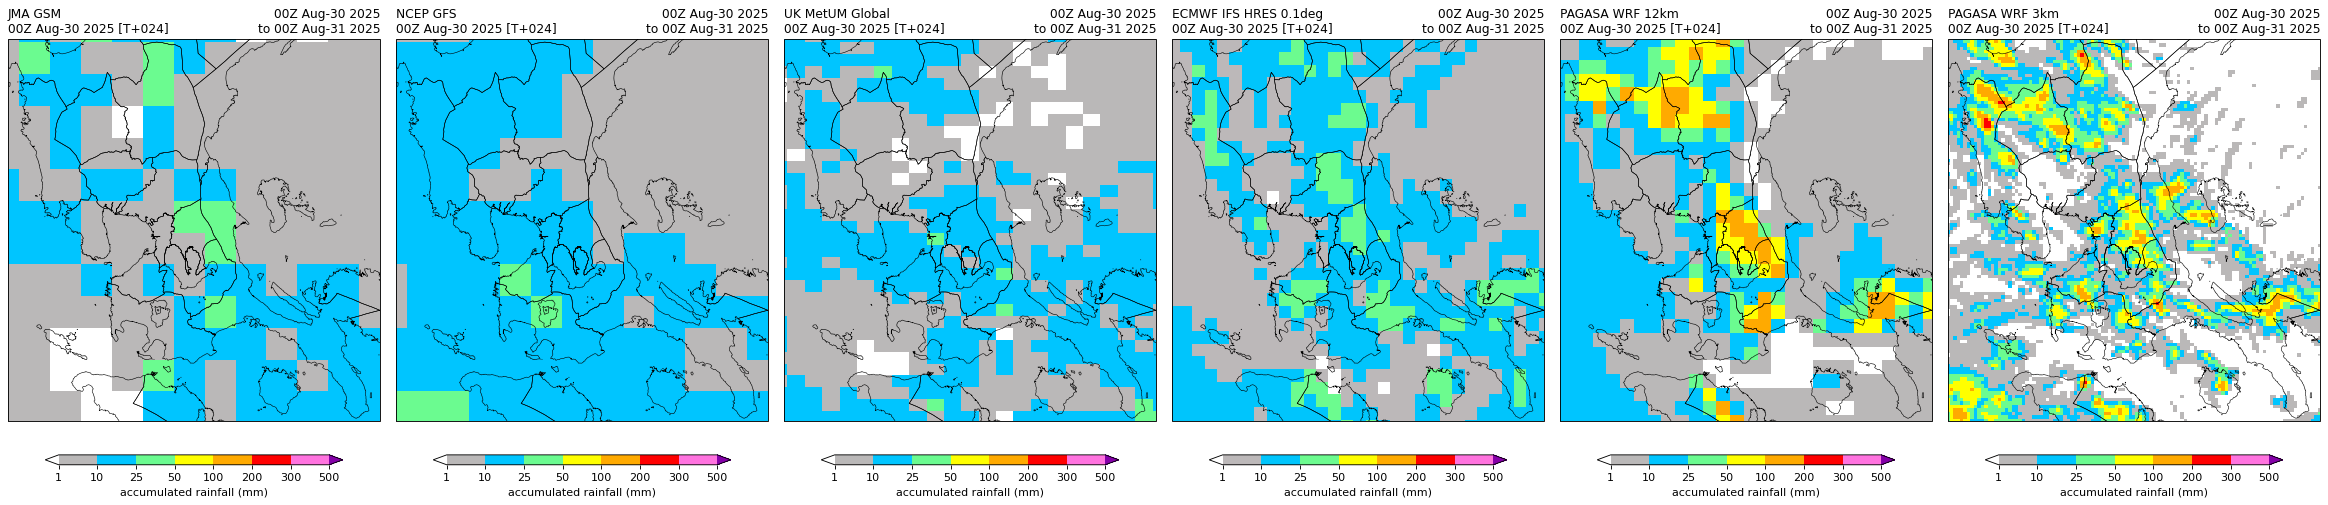 JMA GSM 00Z Aug-30 2025
00Z Aug-30 2025 [T+024] to 00Z Aug-31 2025
1 10 25 50 100 200 300 500
accumulated rainfall (mm)
NCEP GFS 00Z Aug-30 2025
00Z Aug-30 2025 [T+024] to 00Z Aug-31 2025
1 10 25 50 100 200 300 500
accumulated rainfall (mm)
UK MetUM Global 00Z Aug-30 2025
00Z Aug-30 2025 [T+024] to 00Z Aug-31 2025
1 10 25 50 100 200 300 500
accumulated rainfall (mm)
ECMWF IFS HRES 0.1deg 00Z Aug-30 2025
00Z Aug-30 2025 [T+024] to 00Z Aug-31 2025
1 10 25 50 100 200 300 500
accumulated rainfall (mm)
PAGASA WRF 12km 00Z Aug-30 2025
00Z Aug-30 2025 [T+024] to 00Z Aug-31 2025
1 10 25 50 100 200 300 500
accumulated rainfall (mm)
PAGASA WRF 3km 00Z Aug-30 2025
00Z Aug-30 2025 [T+024] to 00Z Aug-31 2025
1 10 25 50 100 200 300 500
accumulated rainfall (mm)